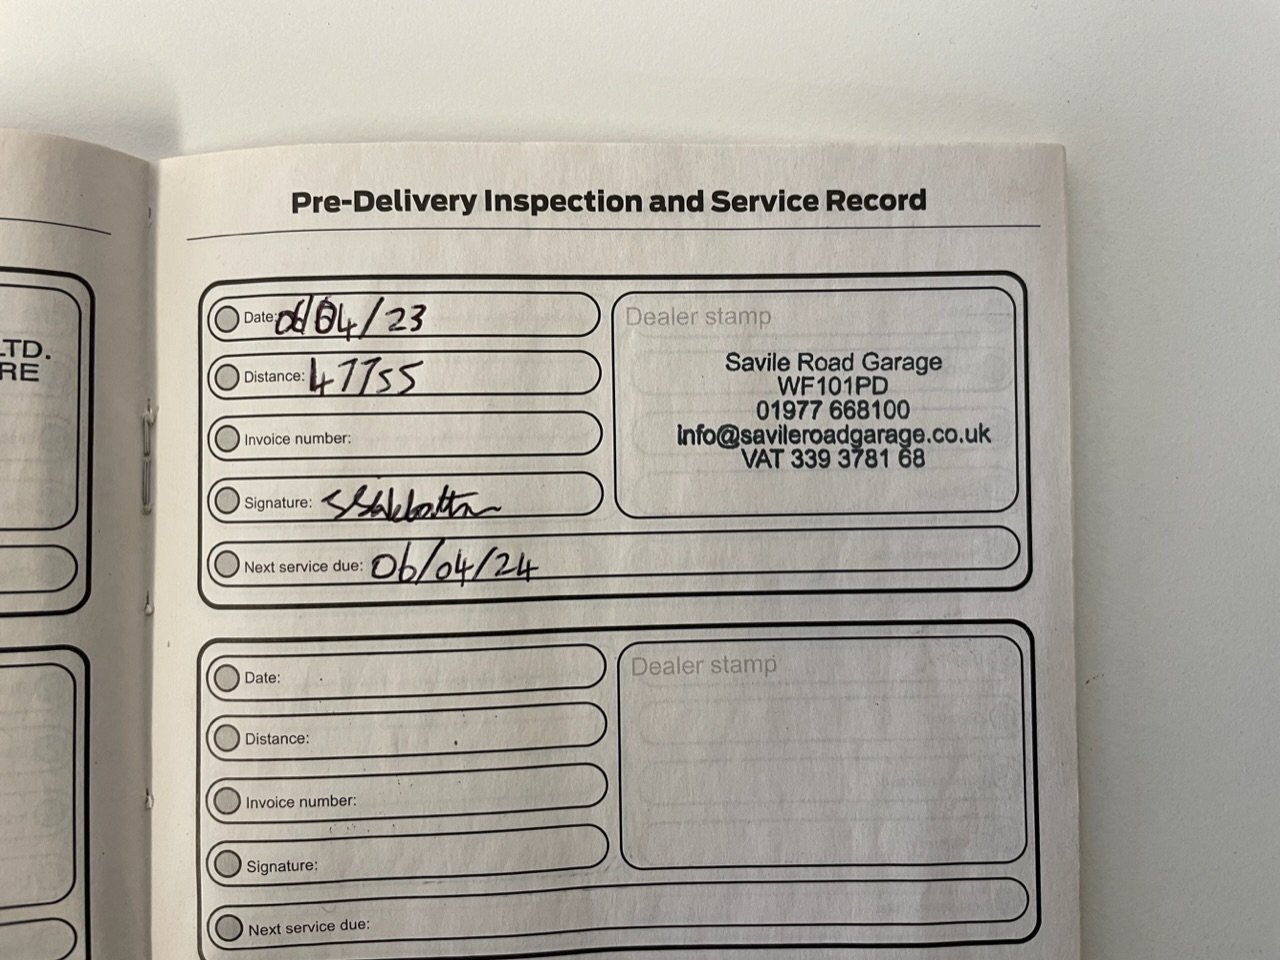 LTD.
RE
Pre-Delivery Inspection and Service Record
Date: 06/04/23
Distance: 47755
Invoice number:
Signature:
Next service due: 06/04/24
Dealer stamp
Savile Road Garage
WF101PD
01977 668100
info@savileroadgarage.co.uk
VAT 339 3781 68
Date:
Distance:
Invoice number:
Signature:
Next service due:
Dealer stamp